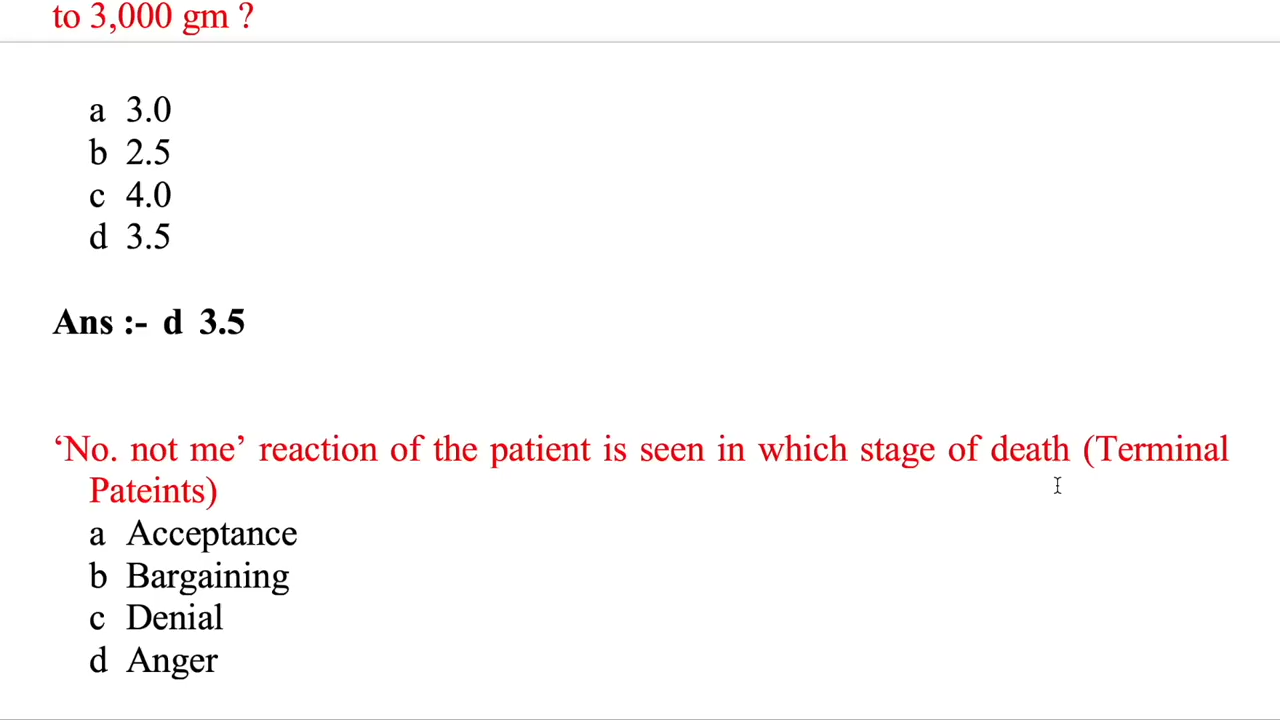 to 3,000 gm ?
a 3.0
b 2.5
c 4.0
d 3.5
Ans :- d 3.5
‘No. not me’ reaction of the patient is seen in which stage of death (Terminal
Pateints)
a Acceptance
b Bargaining
c Denial
d Anger